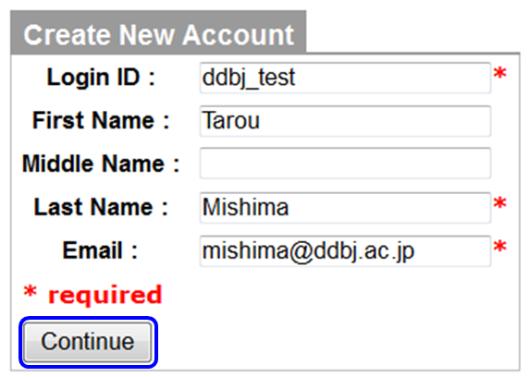 Create New Account
Login ID : ddbj_test *
First Name : Tarou
Middle Name :
Last Name : Mishima *
Email : mishima@ddbj.ac.jp *
* required
Continue